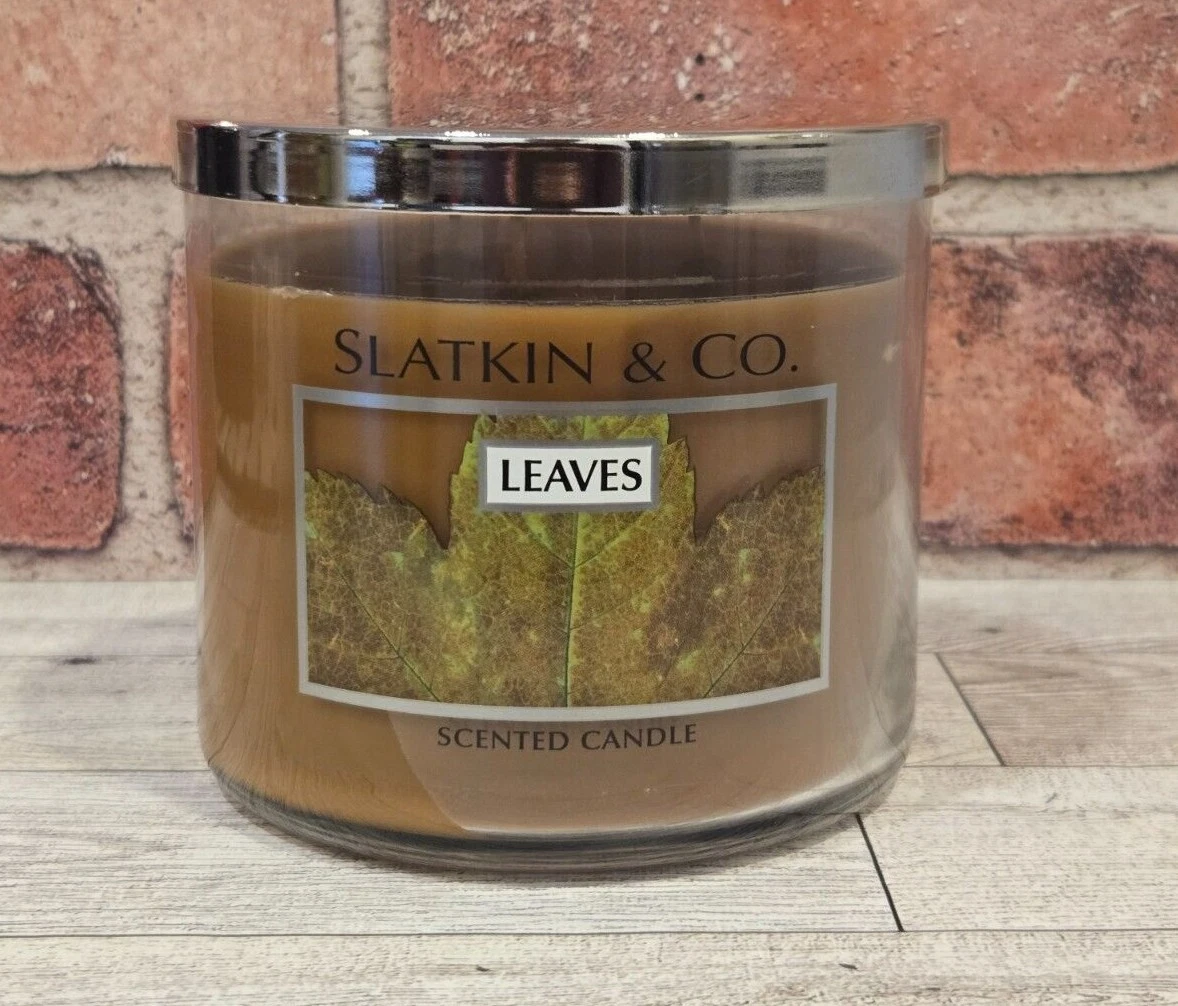 SLATKIN & CO.
LEAVES
SCENTED CANDLE